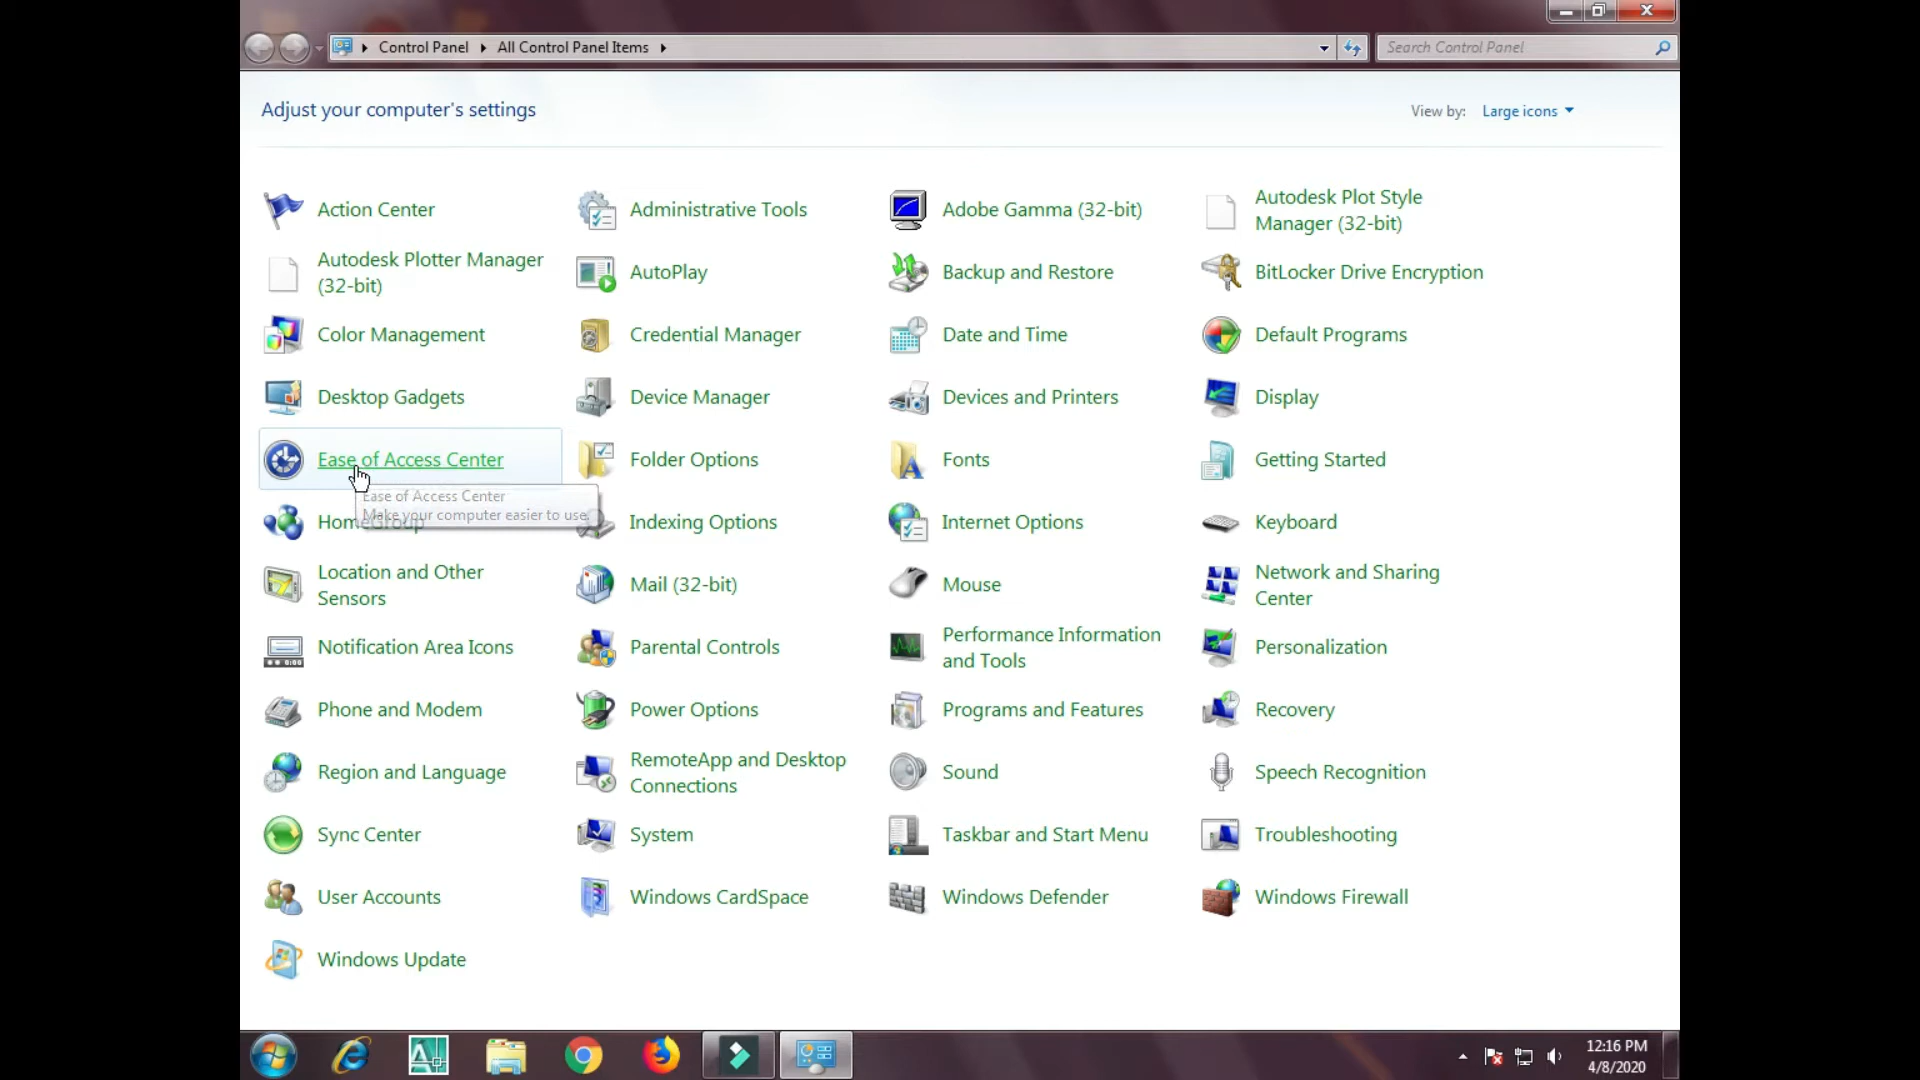 Control Panel
All Control Panel Items
Search Control Panel
Adjust your computer's settings
View by:
Large icons
Action Center
Administrative Tools
Adobe Gamma (32-bit)
Autodesk Plot Style
Manager (32-bit)
Autodesk Plotter Manager
(32-bit)
AutoPlay
Backup and Restore
BitLocker Drive Encryption
Color Management
Credential Manager
Date and Time
Default Programs
Desktop Gadgets
Device Manager
Devices and Printers
Display
Ease of Access Center
Folder Options
Fonts
Getting Started
Ease of Access Center
Make your computer easier to use.
HomeGroup
Indexing Options
Internet Options
Keyboard
Location and Other
Sensors
Mail (32-bit)
Mouse
Network and Sharing
Center
Notification Area Icons
Parental Controls
Performance Information
and Tools
Personalization
Phone and Modem
Power Options
Programs and Features
Recovery
Region and Language
RemoteApp and Desktop
Connections
Sound
Speech Recognition
Sync Center
System
Taskbar and Start Menu
Troubleshooting
User Accounts
Windows CardSpace
Windows Defender
Windows Firewall
Windows Update
12:16 PM
4/8/2020